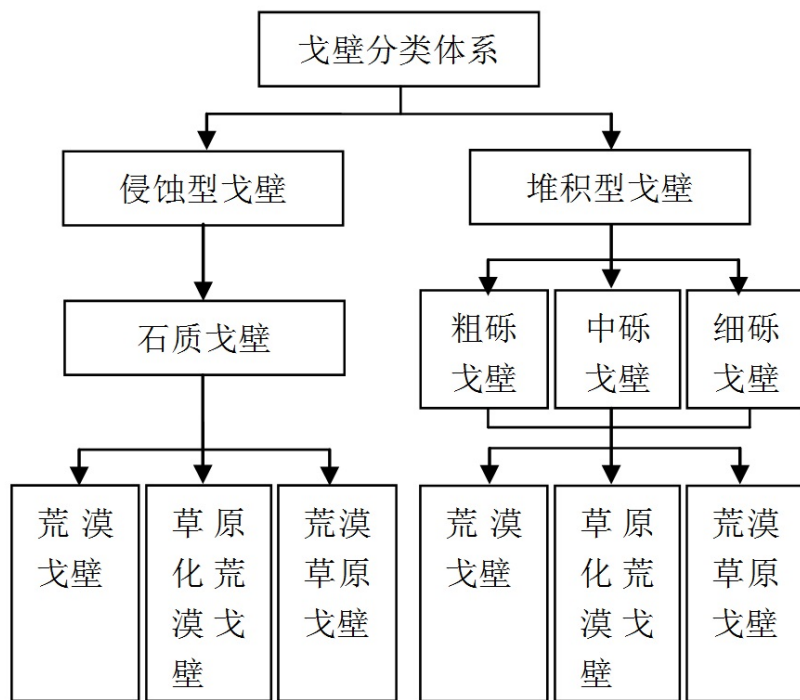 戈壁分类体系
侵蚀型戈壁
堆积型戈壁
石质戈壁
粗砾
戈壁
中砾
戈壁
细砾
戈壁
荒漠
戈壁
草原
化荒
漠戈
壁
荒漠
草原
戈壁
荒漠
戈壁
草原
化荒
漠戈
壁
荒漠
草原
戈壁